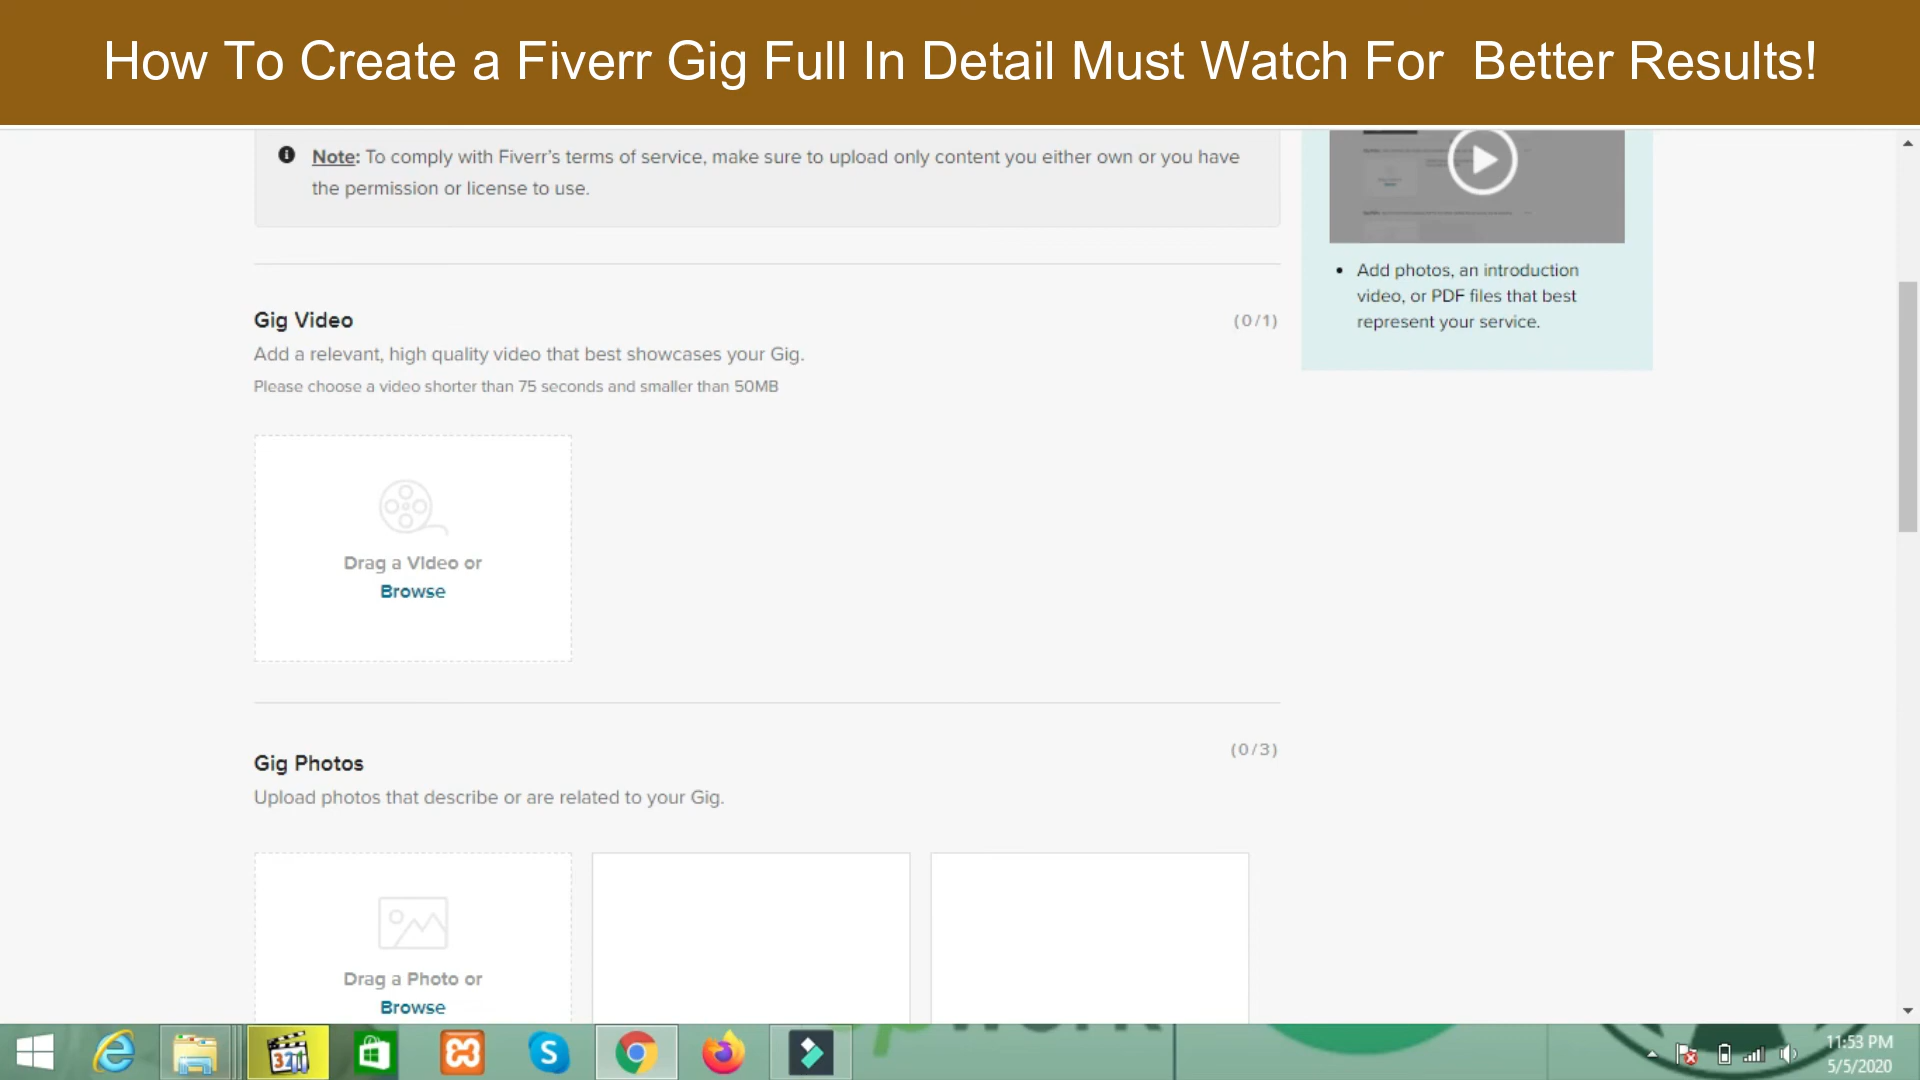 How To Create a Fiverr Gig Full In Detail Must Watch For  Better Results!
Note: To comply with Fiverr's terms of service, make sure to upload only content you either own or you have
the permission or license to use.
Add photos, an introduction
video, or PDF files that best
represent your service.
Gig Video
(0/1)
Add a relevant, high quality video that best showcases your Gig.
Please choose a video shorter than 75 seconds and smaller than 50MB
Drag a Video or
Browse
Gig Photos
(0/3)
Upload photos that describe or are related to your Gig.
Drag a Photo or
Browse
321
11:53 PM
5/5/2020